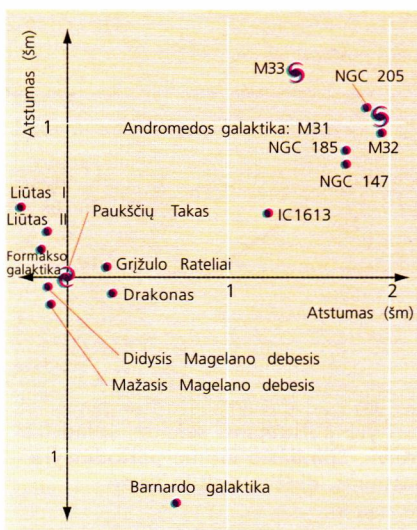 Atstumas (šm)
M33
NGC 205
1
Andromedos galaktika: M31
NGC 185
M32
NGC 147
Liūtas I
Liūtas II
Paukščių Takas
IC1613
Formakso
galaktika
Grįžulo Rateliai
1
2
Drakonas
Atstumas (šm)
Didysis Magelano debesis
Mažasis Magelano debesis
1
Barnardo galaktika